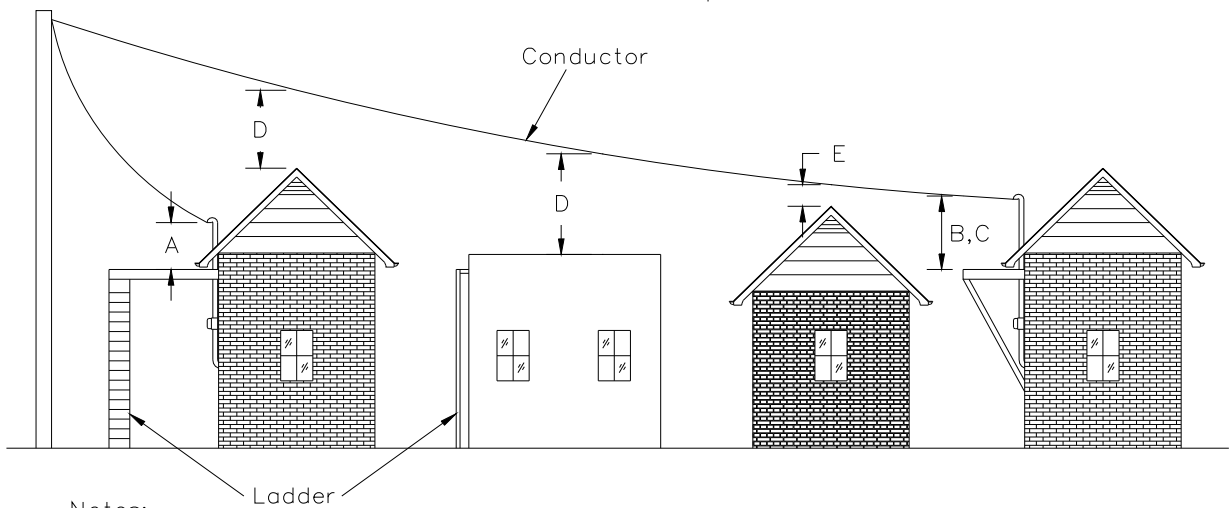 Conductor
D
E
A
D
B,C
Ladder
Notes: